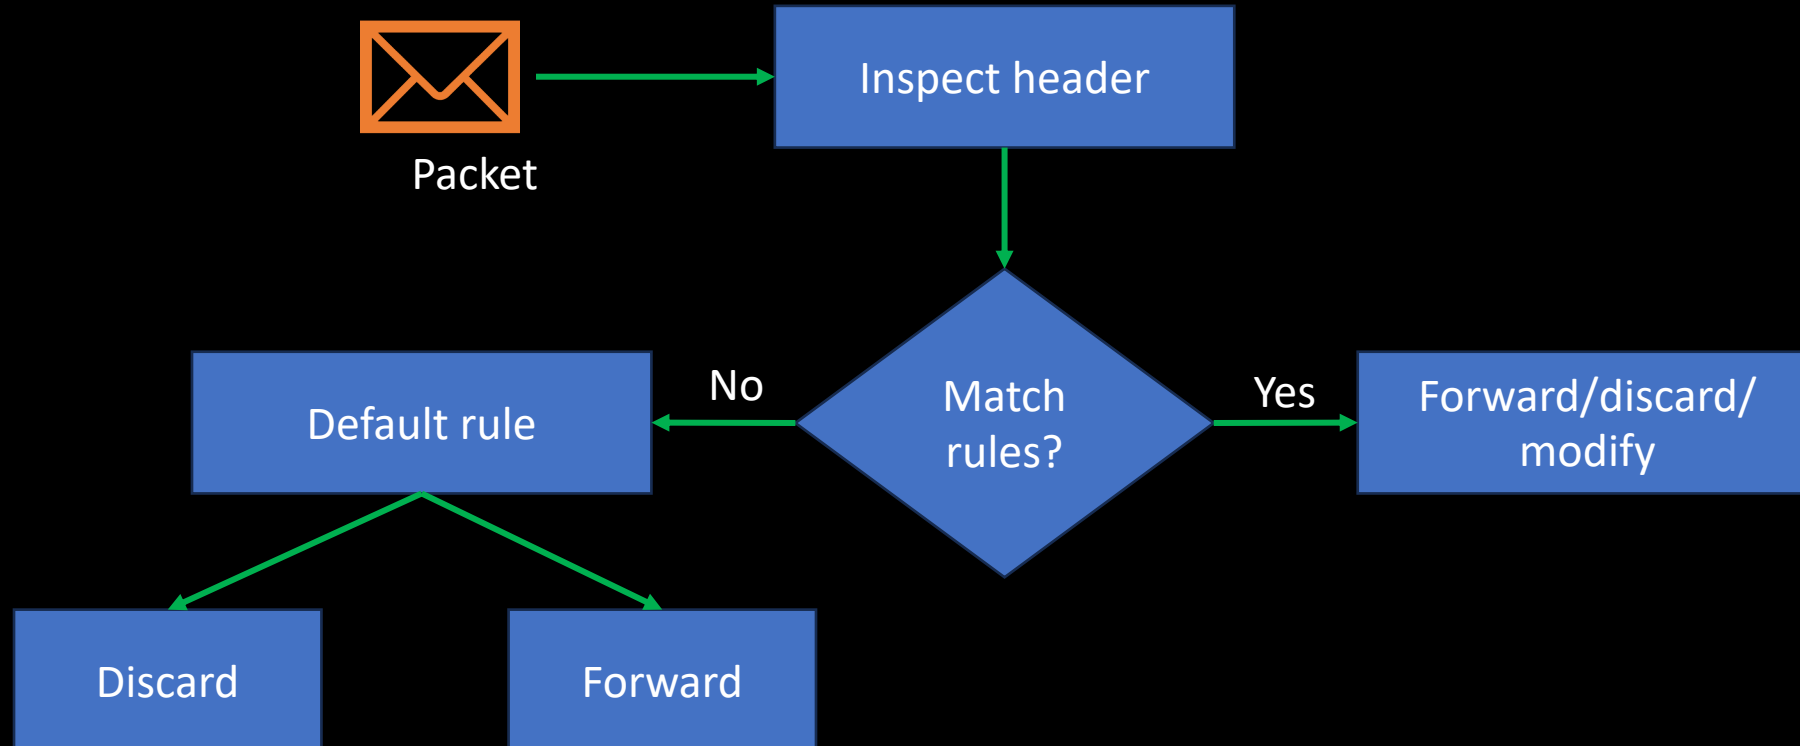 Inspect header
Packet
No
Yes
Default rule
Match
rules?
Forward/discard/
modify
Discard
Forward